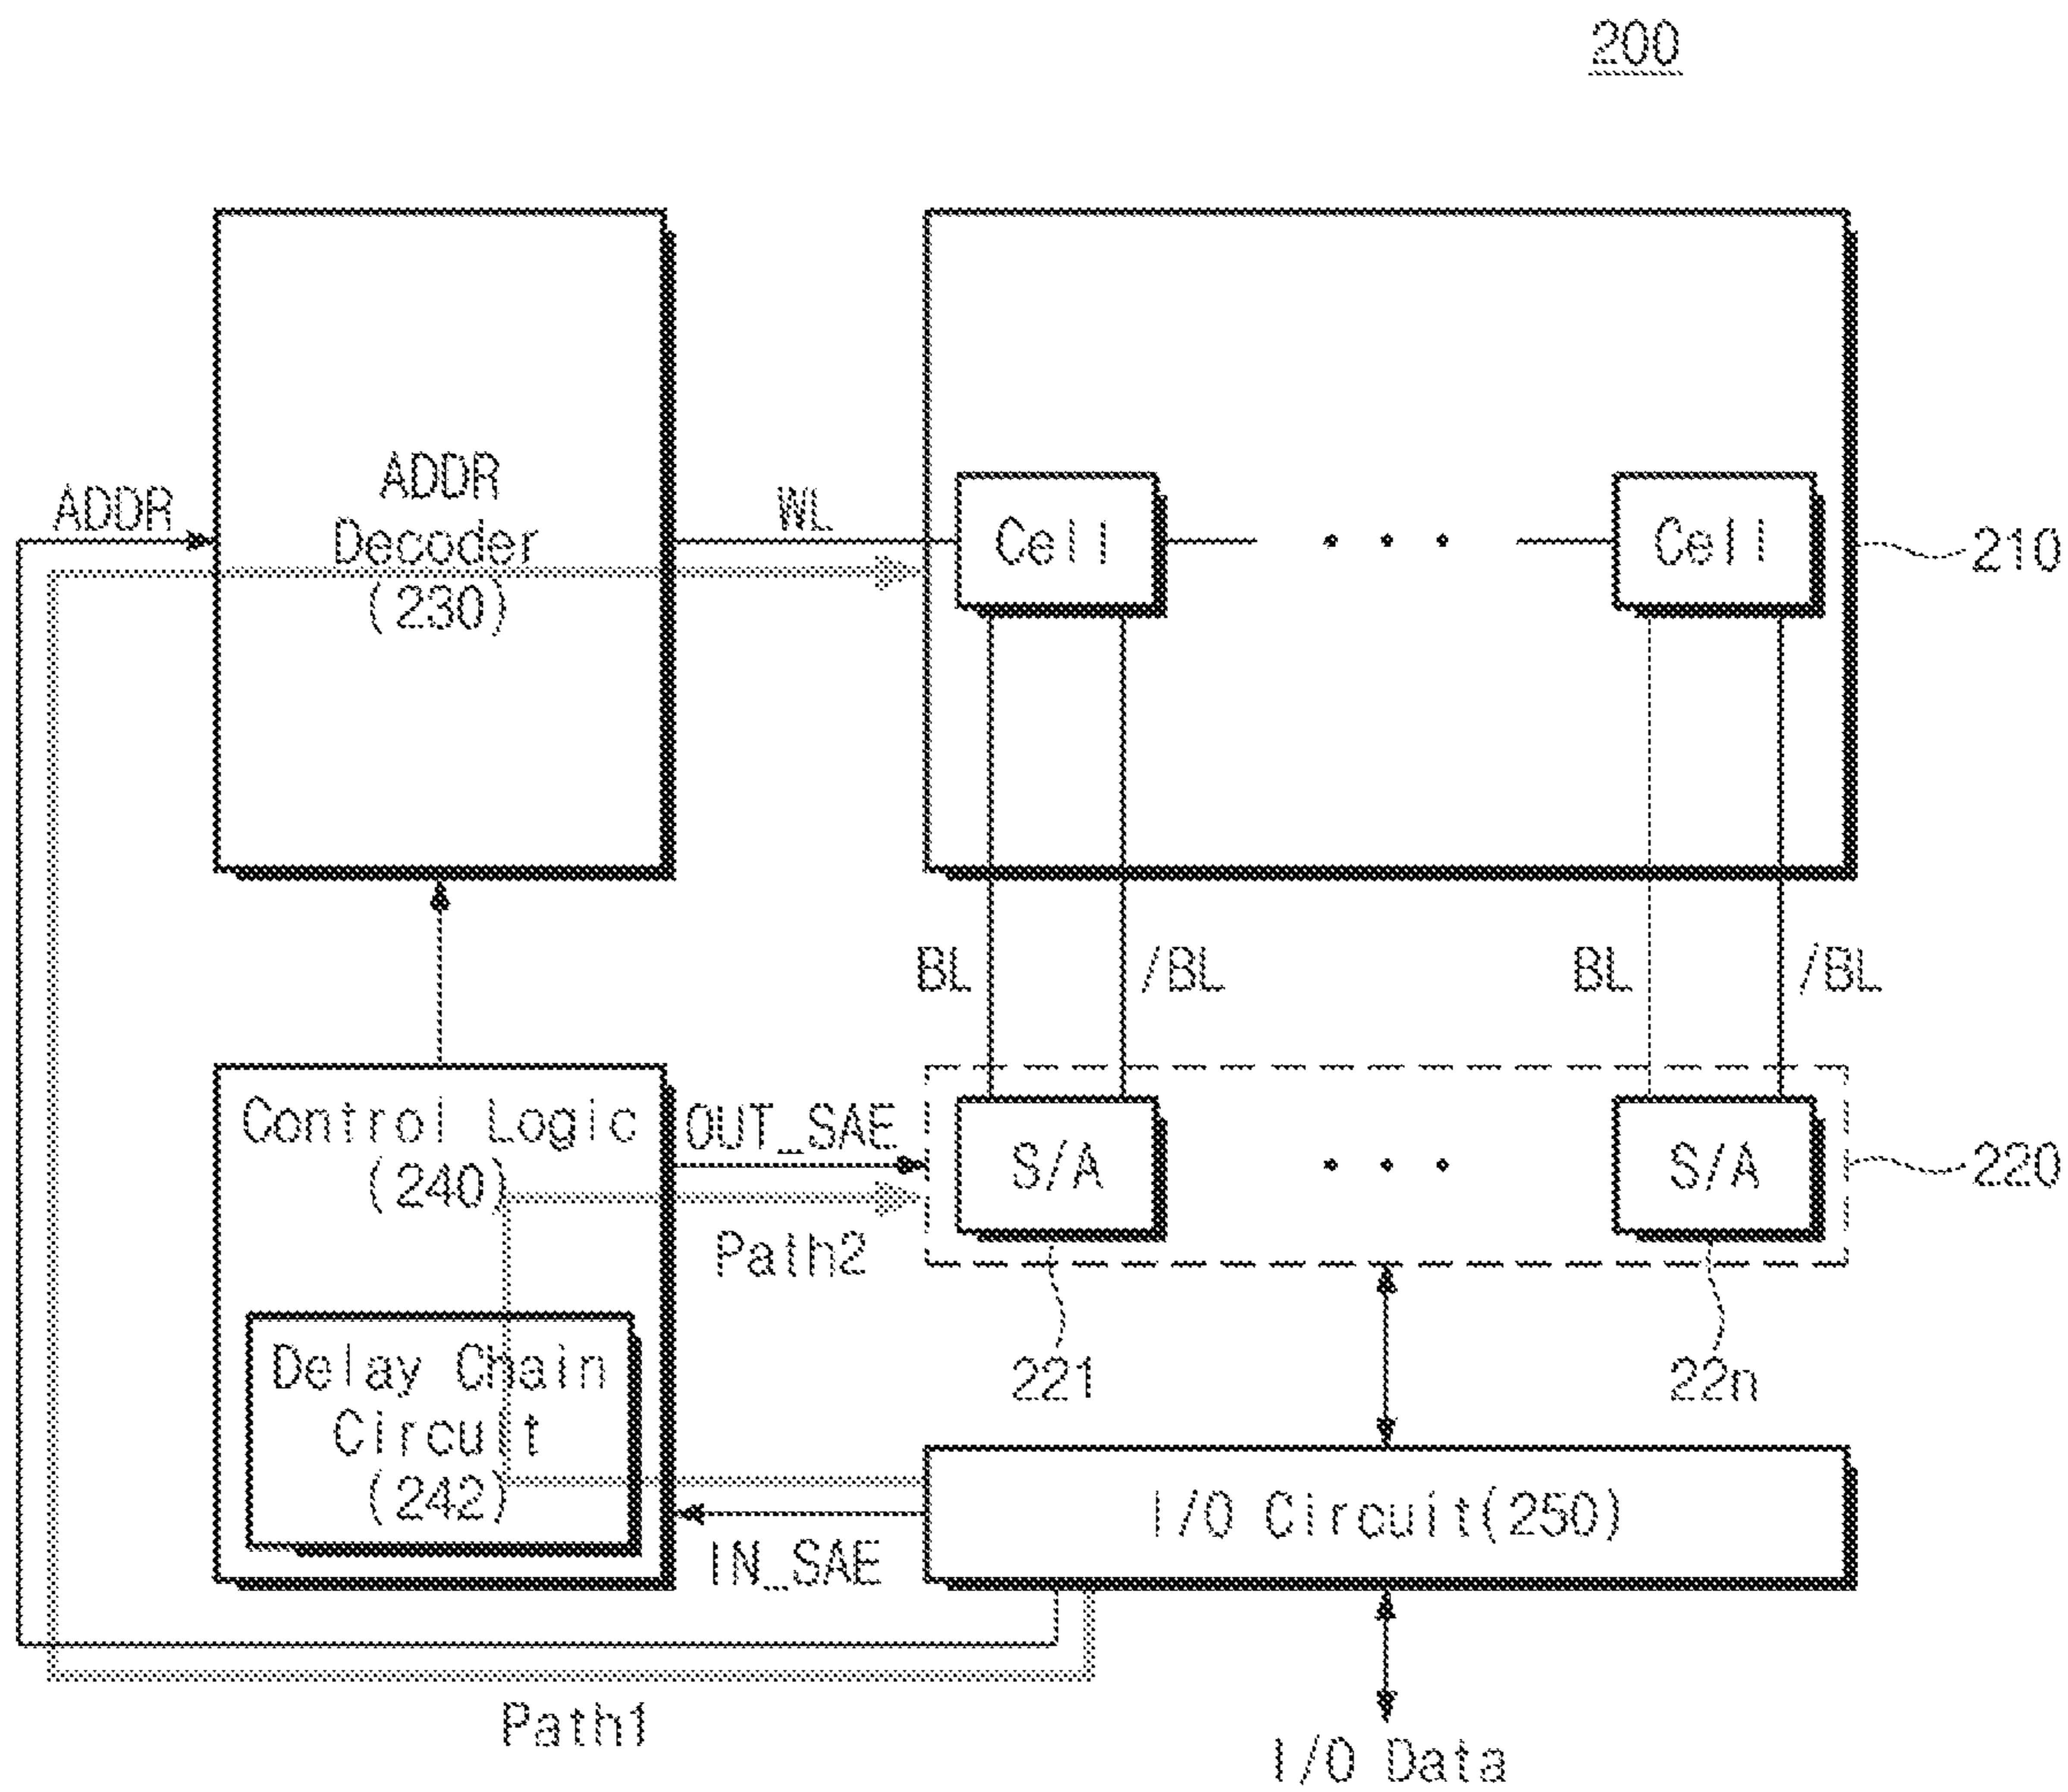 200
ADDR
ADDR
Decoder
(230)
WL
Cell
Cell
210
BL
/BL
BL
/BL
Control Logic
(240)
OUT_SAE
S/A
S/A
220
Path2
Delay Chain
Circuit
(242)
221
22n
I/O Circuit(250)
IN_SAE
Path1
I/O Data